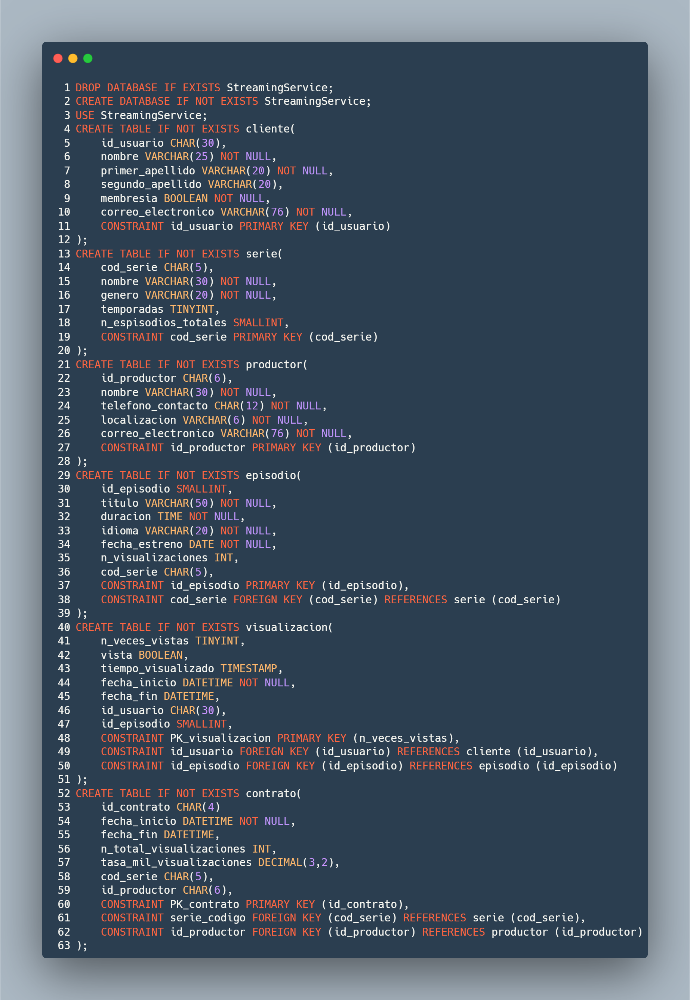 1 DROP DATABASE IF EXISTS StreamingService;
2 CREATE DATABASE IF NOT EXISTS StreamingService;
3 USE StreamingService;
4 CREATE TABLE IF NOT EXISTS cliente(
5     id_usuario CHAR(30),
6     nombre VARCHAR(25) NOT NULL,
7     primer_apellido VARCHAR(20) NOT NULL,
8     segundo_apellido VARCHAR(20),
9     membresia BOOLEAN NOT NULL,
10     correo_electronico VARCHAR(76) NOT NULL,
11     CONSTRAINT id_usuario PRIMARY KEY (id_usuario)
12 );
13 CREATE TABLE IF NOT EXISTS serie(
14     cod_serie CHAR(5),
15     nombre VARCHAR(30) NOT NULL,
16     genero VARCHAR(20) NOT NULL,
17     temporadas TINYINT,
18     n_espisodios_totales SMALLINT,
19     CONSTRAINT cod_serie PRIMARY KEY (cod_serie)
20 );
21 CREATE TABLE IF NOT EXISTS productor(
22     id_productor CHAR(6),
23     nombre VARCHAR(30) NOT NULL,
24     telefono_contacto CHAR(12) NOT NULL,
25     localizacion VARCHAR(6) NOT NULL,
26     correo_electronico VARCHAR(76) NOT NULL,
27     CONSTRAINT id_productor PRIMARY KEY (id_productor)
28 );
29 CREATE TABLE IF NOT EXISTS episodio(
30     id_episodio SMALLINT,
31     titulo VARCHAR(50) NOT NULL,
32     duracion TIME NOT NULL,
33     idioma VARCHAR(20) NOT NULL,
34     fecha_estreno DATE NOT NULL,
35     n_visualizaciones INT,
36     cod_serie CHAR(5),
37     CONSTRAINT id_episodio PRIMARY KEY (id_episodio),
38     CONSTRAINT cod_serie FOREIGN KEY (cod_serie) REFERENCES serie (cod_serie)
39 );
40 CREATE TABLE IF NOT EXISTS visualizacion(
41     n_veces_vistas TINYINT,
42     vista BOOLEAN,
43     tiempo_visualizado TIMESTAMP,
44     fecha_inicio DATETIME NOT NULL,
45     fecha_fin DATETIME,
46     id_usuario CHAR(30),
47     id_episodio SMALLINT,
48     CONSTRAINT PK_visualizacion PRIMARY KEY (n_veces_vistas),
49     CONSTRAINT id_usuario FOREIGN KEY (id_usuario) REFERENCES cliente (id_usuario),
50     CONSTRAINT id_episodio FOREIGN KEY (id_episodio) REFERENCES episodio (id_episodio)
51 );
52 CREATE TABLE IF NOT EXISTS contrato(
53     id_contrato CHAR(4)
54     fecha_inicio DATETIME NOT NULL,
55     fecha_fin DATETIME,
56     n_total_visualizaciones INT,
57     tasa_mil_visualizaciones DECIMAL(3,2),
58     cod_serie CHAR(5),
59     id_productor CHAR(6),
60     CONSTRAINT PK_contrato PRIMARY KEY (id_contrato),
61     CONSTRAINT serie_codigo FOREIGN KEY (cod_serie) REFERENCES serie (cod_serie),
62     CONSTRAINT id_productor FOREIGN KEY (id_productor) REFERENCES productor (id_productor)
63 );